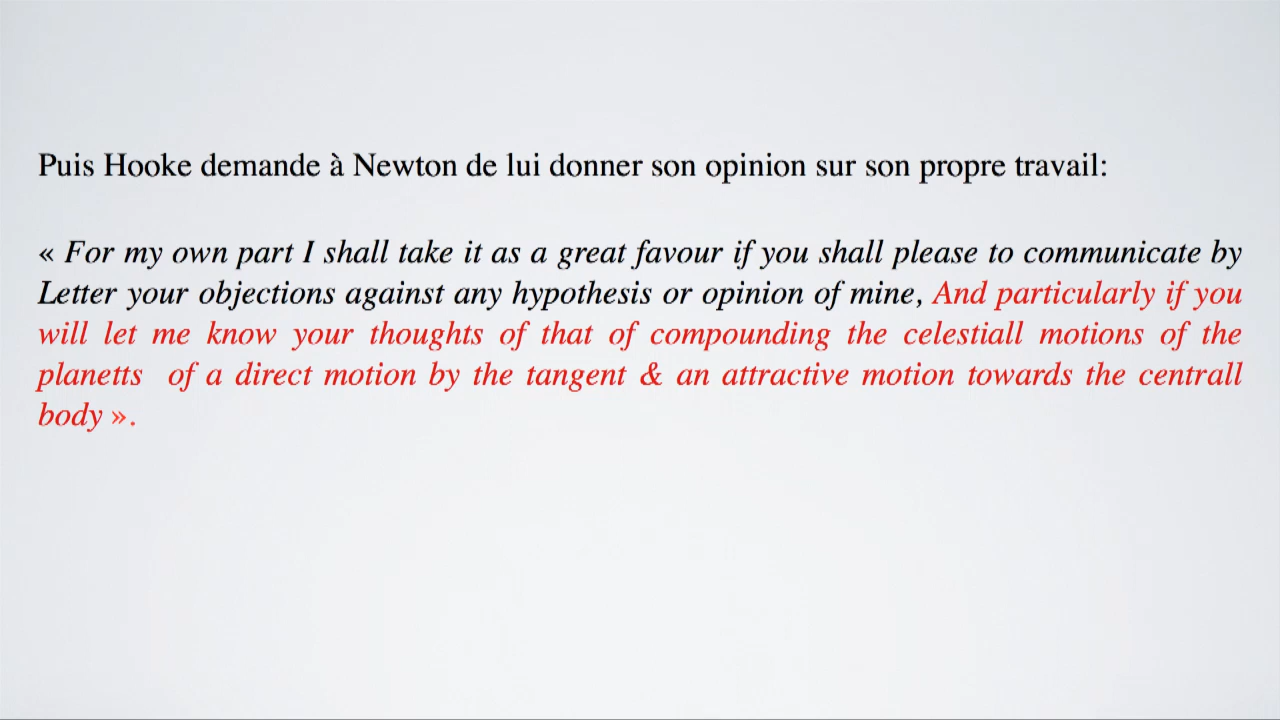 Puis Hooke demande à Newton de lui donner son opinion sur son propre travail:
« For my own part I shall take it as a great favour if you shall please to communicate by
Letter your objections against any hypothesis or opinion of mine, And particularly if you
will let me know your thoughts of that of compounding the celestiall motions of the
planetts of a direct motion by the tangent & an attractive motion towards the centrall
body ».